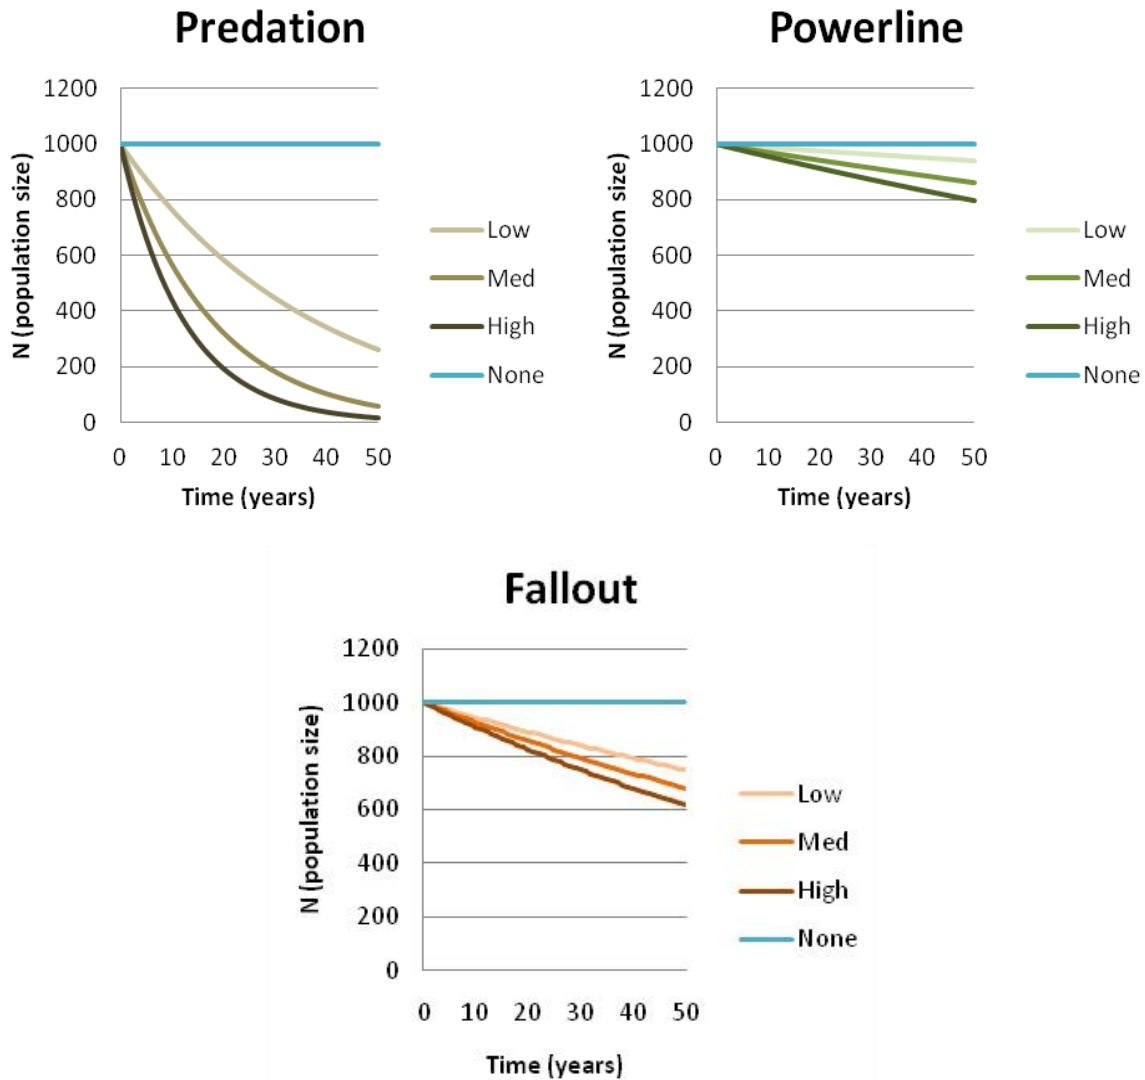 Predation
1200
1000
800
600
400
200
0
N (population size)
0 10 20 30 40 50
Time (years)
Low
Med
High
None
Powerline
1200
1000
800
600
400
200
0
N (population size)
0 10 20 30 40 50
Time (years)
Low
Med
High
None
Fallout
1200
1000
800
600
400
200
0
N (population size)
0 10 20 30 40 50
Time (years)
Low
Med
High
None